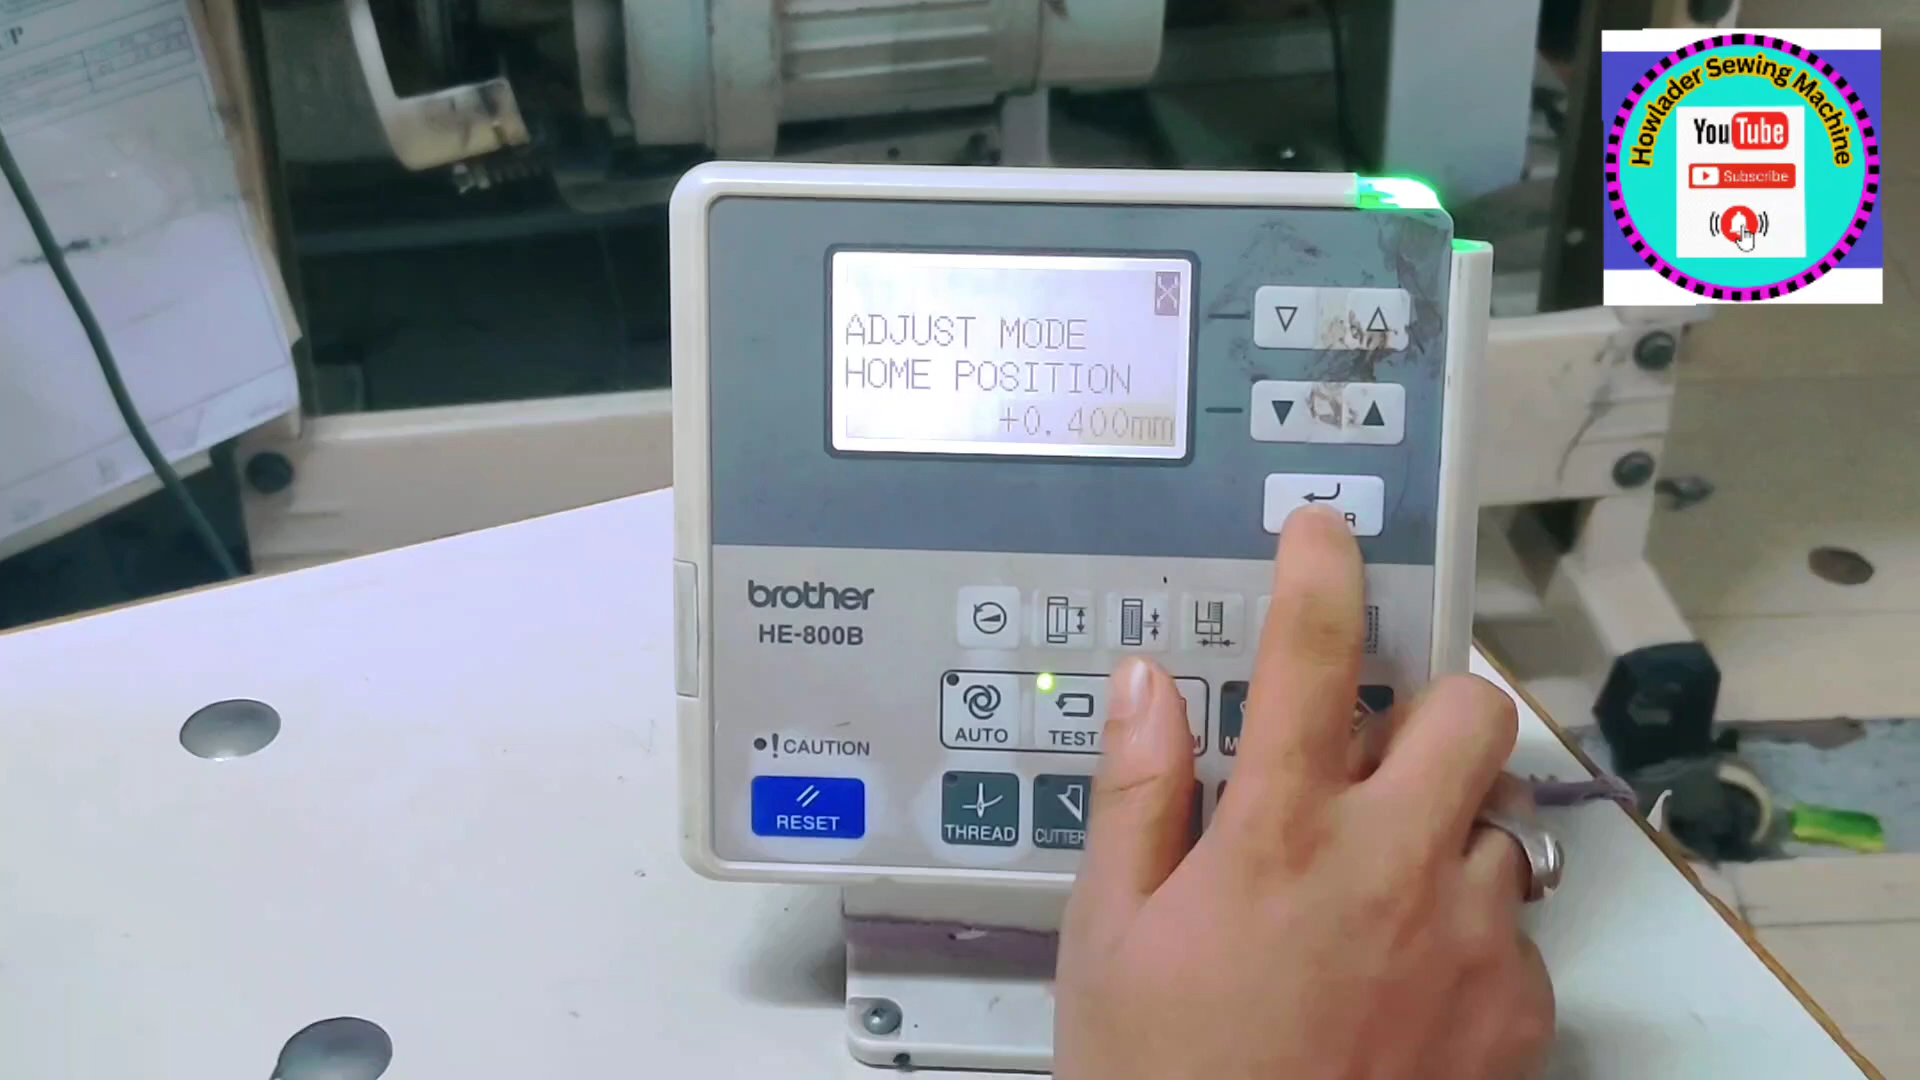 UP
Howlader Sewing Machine
YouTube
Subscribe
X
ADJUST MODE
HOME POSITION
+0.400mm
R
brother
HE-800B
AUTO
TEST
M
M
!CAUTION
RESET
THREAD
CUTTER